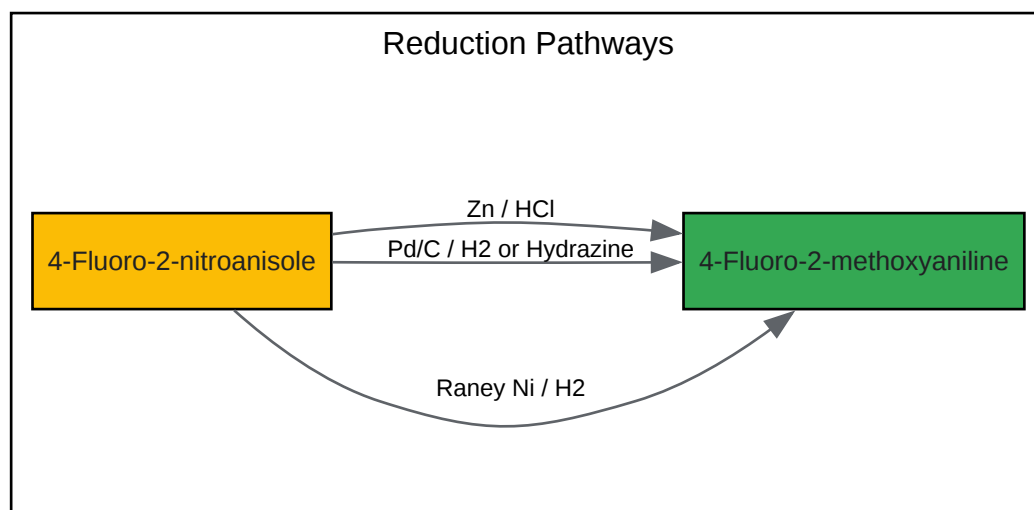 Reduction Pathways
Zn / HCl
4-Fluoro-2-nitroanisole
Pd/C / H2 or Hydrazine
4-Fluoro-2-methoxyaniline
Raney Ni / H2